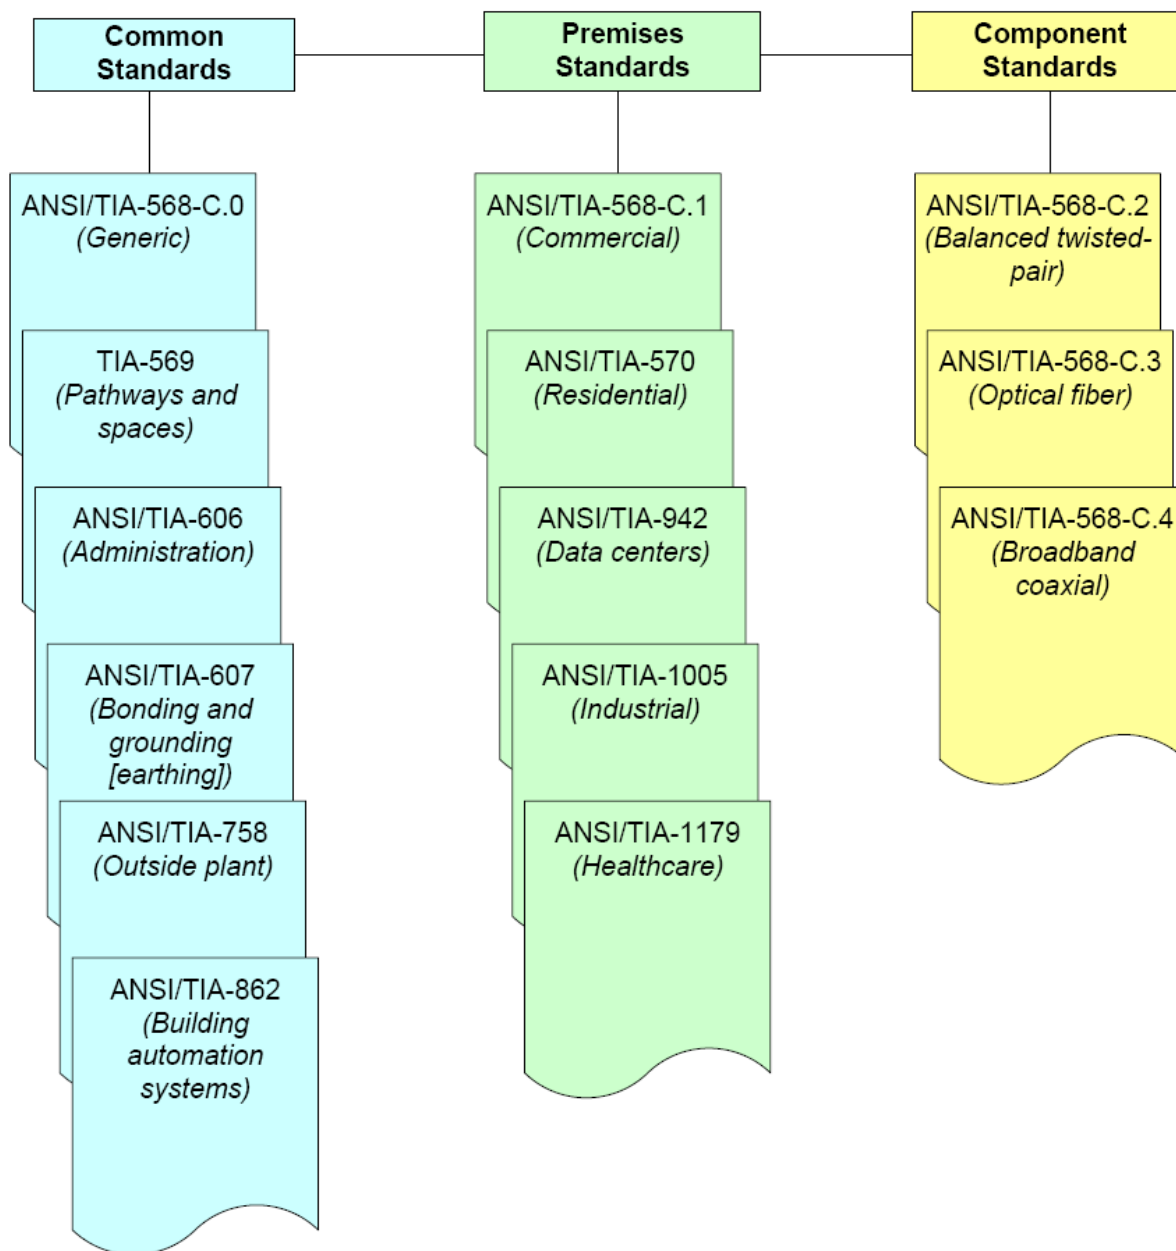 Common
Standards
Premises
Standards
Component
Standards
ANSI/TIA-568-C.0
(Generic)
TIA-569
(Pathways and
spaces)
ANSI/TIA-606
(Administration)
ANSI/TIA-607
(Bonding and
grounding
[earthing])
ANSI/TIA-758
(Outside plant)
ANSI/TIA-862
(Building
automation
systems)
ANSI/TIA-568-C.1
(Commercial)
ANSI/TIA-570
(Residential)
ANSI/TIA-942
(Data centers)
ANSI/TIA-1005
(Industrial)
ANSI/TIA-1179
(Healthcare)
ANSI/TIA-568-C.2
(Balanced twisted-
pair)
ANSI/TIA-568-C.3
(Optical fiber)
ANSI/TIA-568-C.4
(Broadband
coaxial)